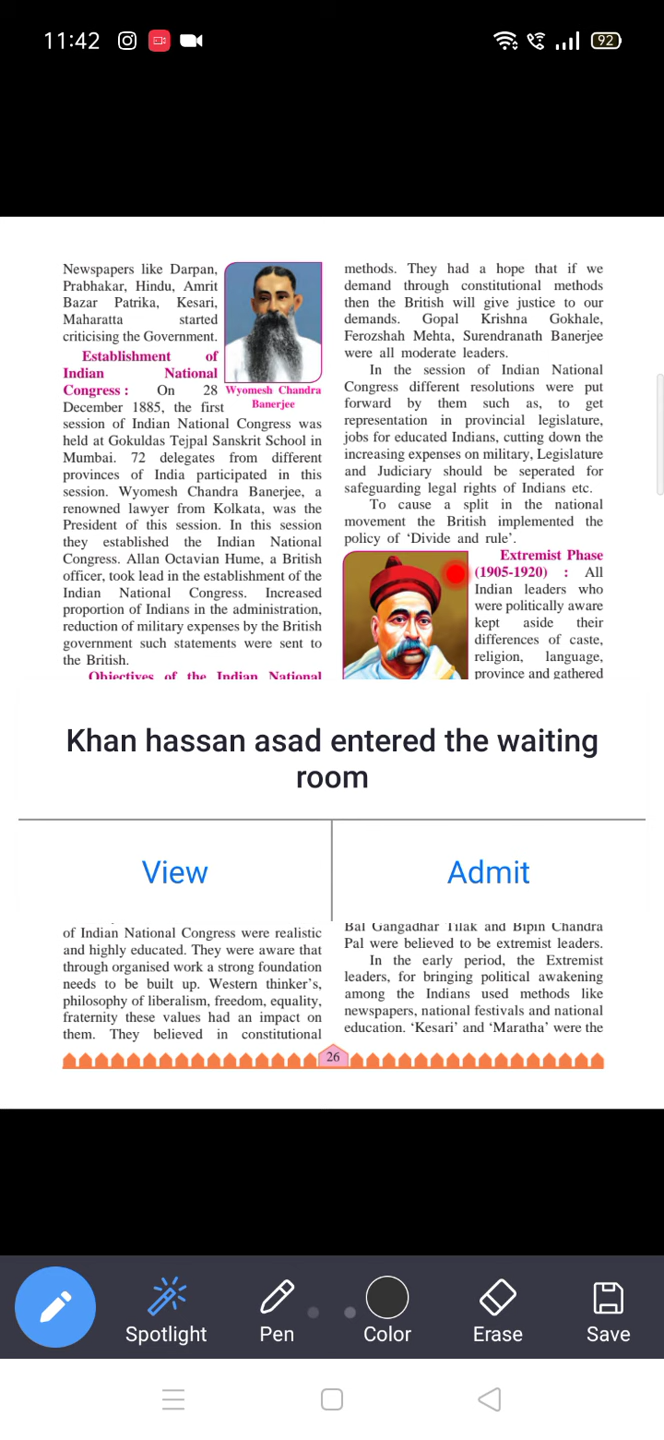 11:42
92
Newspapers like Darpan,
Prabhakar, Hindu, Amrit
Bazar Patrika, Kesari,
Maharatta started
criticising the Government.
Establishment of
Indian National
Congress : On 28
December 1885, the first
Wyomesh Chandra
Banerjee
session of Indian National Congress was
held at Gokuldas Tejpal Sanskrit School in
Mumbai. 72 delegates from different
provinces of India participated in this
session. Wyomesh Chandra Banerjee, a
renowned lawyer from Kolkata, was the
President of this session. In this session
they established the Indian National
Congress. Allan Octavian Hume, a British
officer, took lead in the establishment of the
Indian National Congress. Increased
proportion of Indians in the administration,
reduction of military expenses by the British
government such statements were sent to
the British.
Objectives of the Indian National
methods. They had a hope that if we
demand through constitutional methods
then the British will give justice to our
demands. Gopal Krishna Gokhale,
Ferozshah Mehta, Surendranath Banerjee
were all moderate leaders.
In the session of Indian National
Congress different resolutions were put
forward by them such as, to get
representation in provincial legislature,
jobs for educated Indians, cutting down the
increasing expenses on military, Legislature
and Judiciary should be seperated for
safeguarding legal rights of Indians etc.
To cause a split in the national
movement the British implemented the
policy of ‘Divide and rule’.
Extremist Phase
(1905-1920) : All
Indian leaders who
were politically aware
kept aside their
differences of caste,
religion, language,
province and gathered
Khan hassan asad entered the waiting
room
View
Admit
of Indian National Congress were realistic
and highly educated. They were aware that
through organised work a strong foundation
needs to be built up. Western thinker’s,
philosophy of liberalism, freedom, equality,
fraternity these values had an impact on
them. They believed in constitutional
Bal Gangadhar Tilak and Bipin Chandra
Pal were believed to be extremist leaders.
In the early period, the Extremist
leaders, for bringing political awakening
among the Indians used methods like
newspapers, national festivals and national
education. ‘Kesari’ and ‘Maratha’ were the
26
Spotlight
Pen
Color
Erase
Save